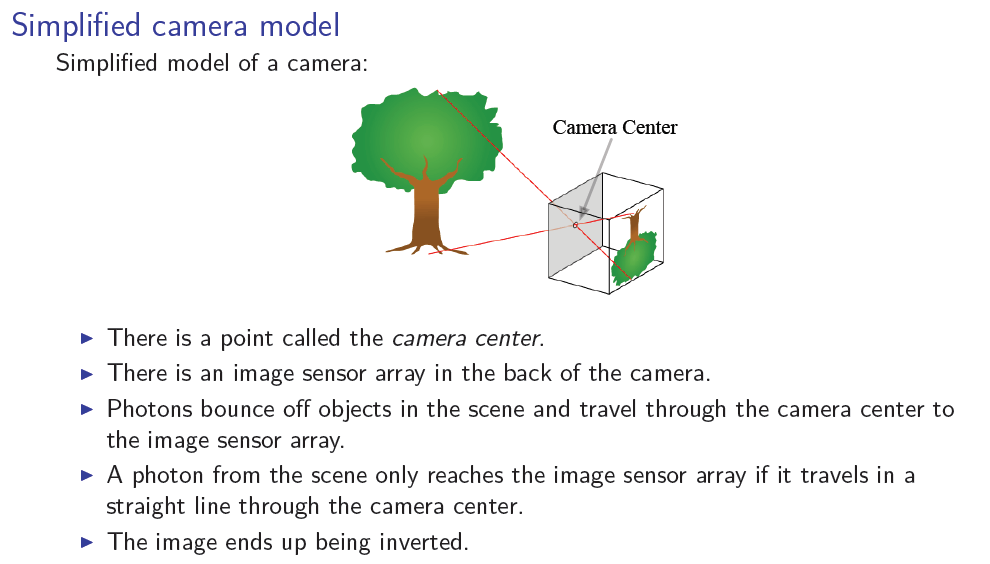 Simplified camera model
Simplified model of a camera:
Camera Center
There is a point called the camera center.
There is an image sensor array in the back of the camera.
Photons bounce off objects in the scene and travel through the camera center to
the image sensor array.
A photon from the scene only reaches the image sensor array if it travels in a
straight line through the camera center.
The image ends up being inverted.